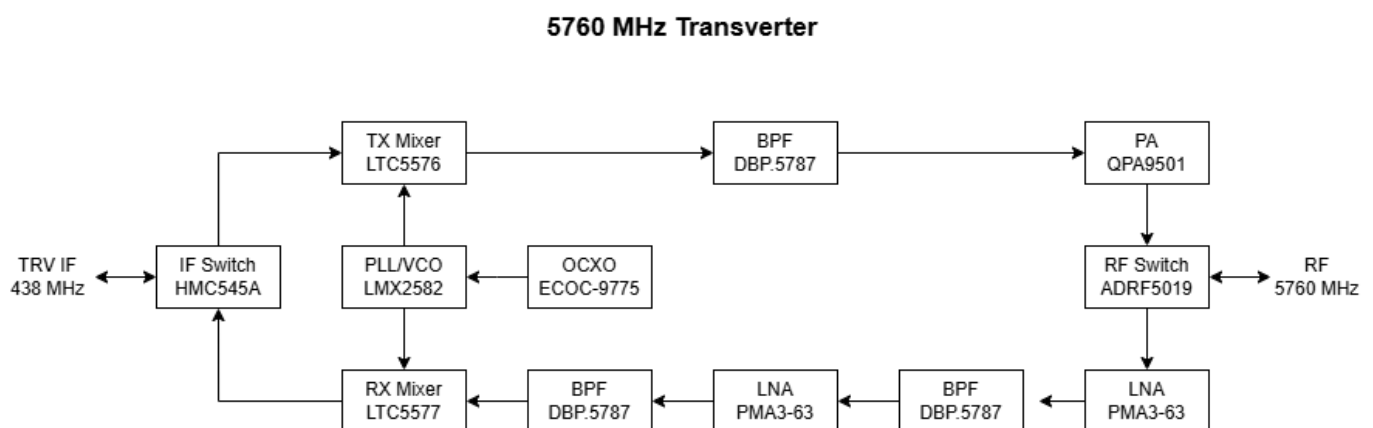 5760 MHz Transverter
TX Mixer
LTC5576
BPF
DBP.5787
PA
QPA9501
TRV IF
438 MHz
IF Switch
HMC545A
PLL/VCO
LMX2582
OCXO
ECOC-9775
RF Switch
ADRF5019
RF
5760 MHz
RX Mixer
LTC5577
BPF
DBP.5787
LNA
PMA3-63
BPF
DBP.5787
LNA
PMA3-63